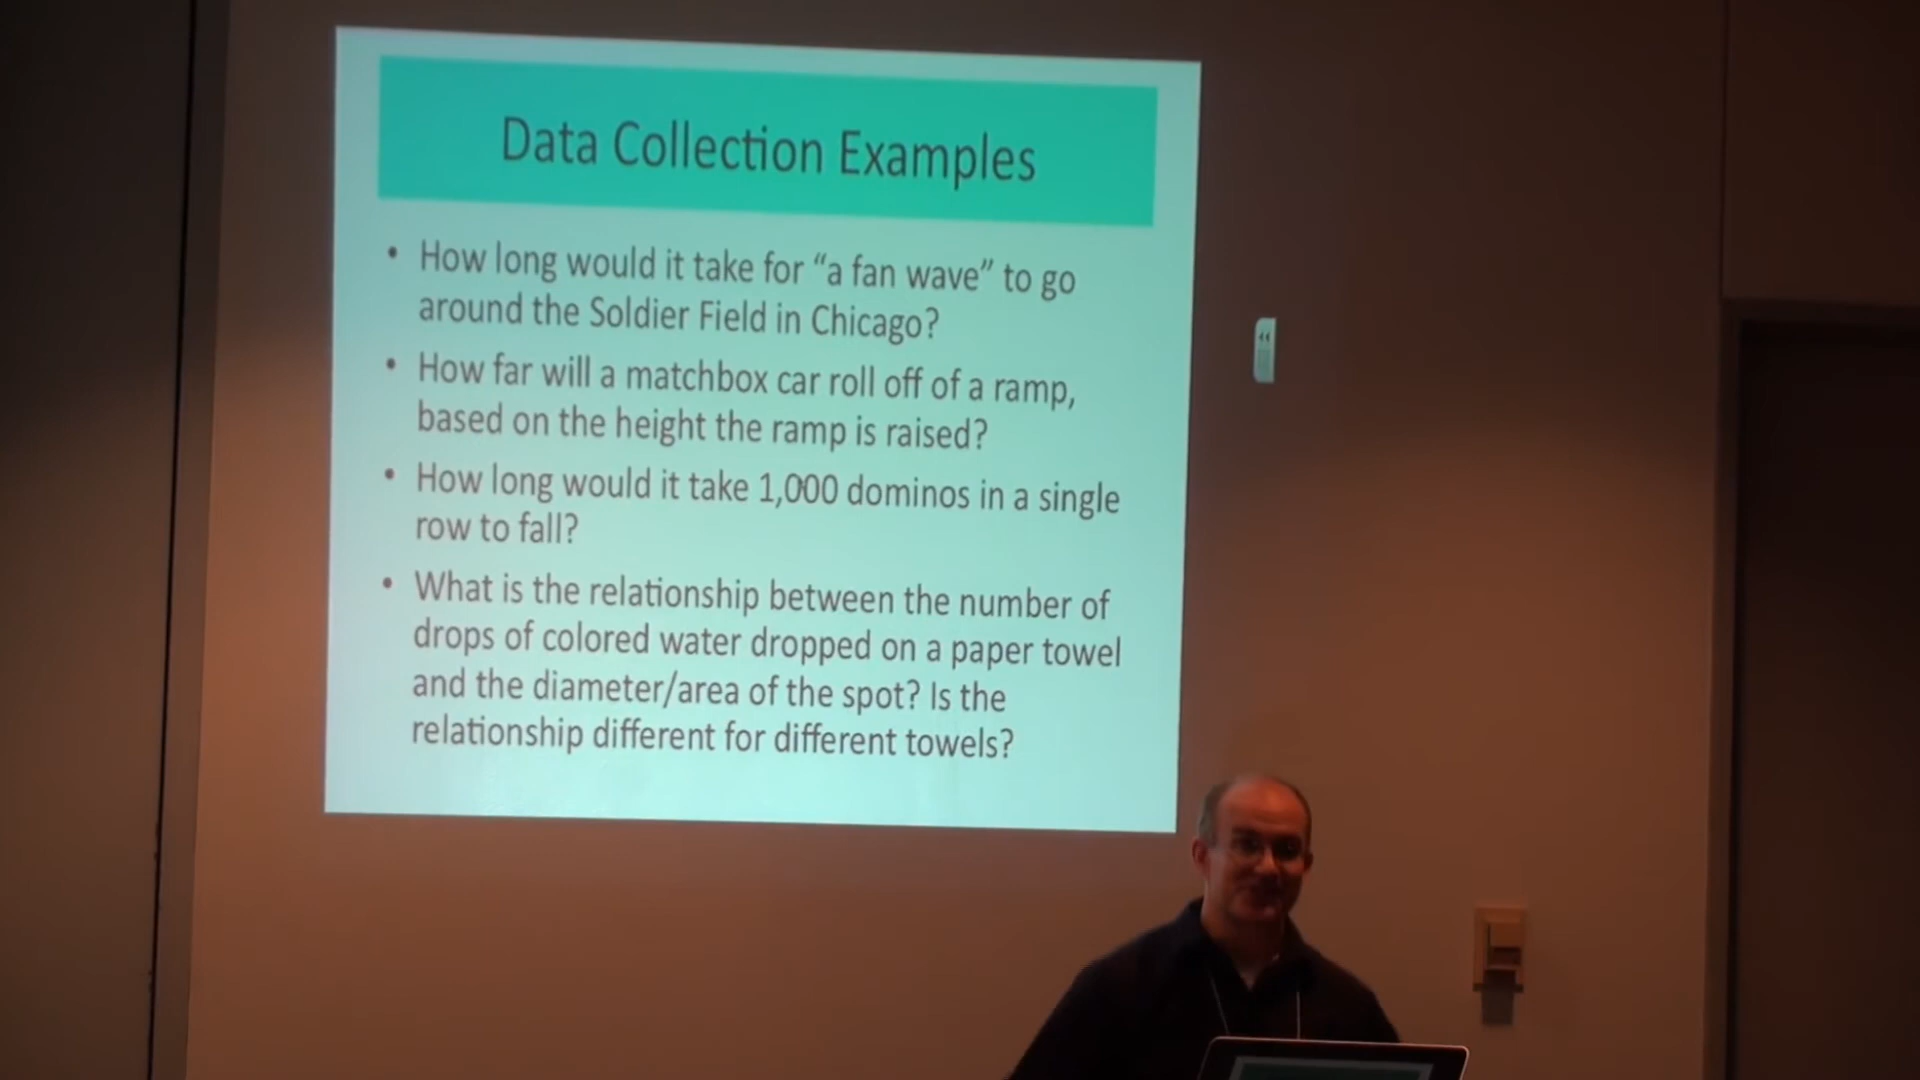 Data Collection Examples
• How long would it take for “a fan wave” to go
around the Soldier Field in Chicago?
• How far will a matchbox car roll off of a ramp,
based on the height the ramp is raised?
• How long would it take 1,000 dominos in a single
row to fall?
• What is the relationship between the number of
drops of colored water dropped on a paper towel
and the diameter/area of the spot? Is the
relationship different for different towels?